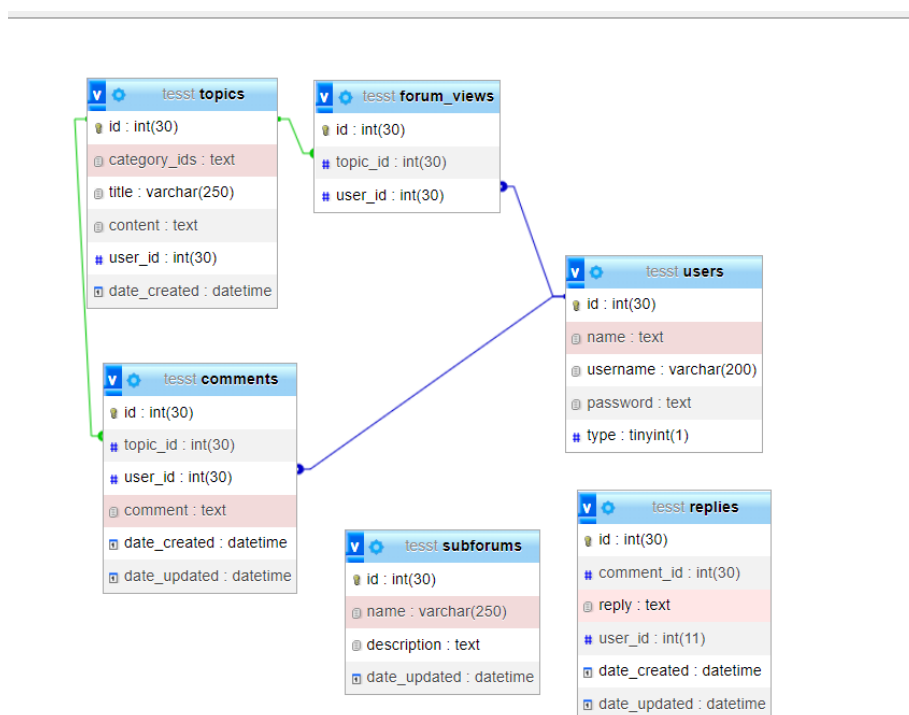 tesst topics
id : int(30)
category_ids : text
title : varchar(250)
content : text
user_id : int(30)
date_created : datetime
tesst forum_views
id : int(30)
topic_id : int(30)
user_id : int(30)
tesst users
id : int(30)
name : text
username : varchar(200)
password : text
type : tinyint(1)
tesst comments
id : int(30)
topic_id : int(30)
user_id : int(30)
comment : text
date_created : datetime
date_updated : datetime
tesst subforums
id : int(30)
name : varchar(250)
description : text
date_updated : datetime
tesst replies
id : int(30)
comment_id : int(30)
reply : text
user_id : int(11)
date_created : datetime
date_updated : datetime